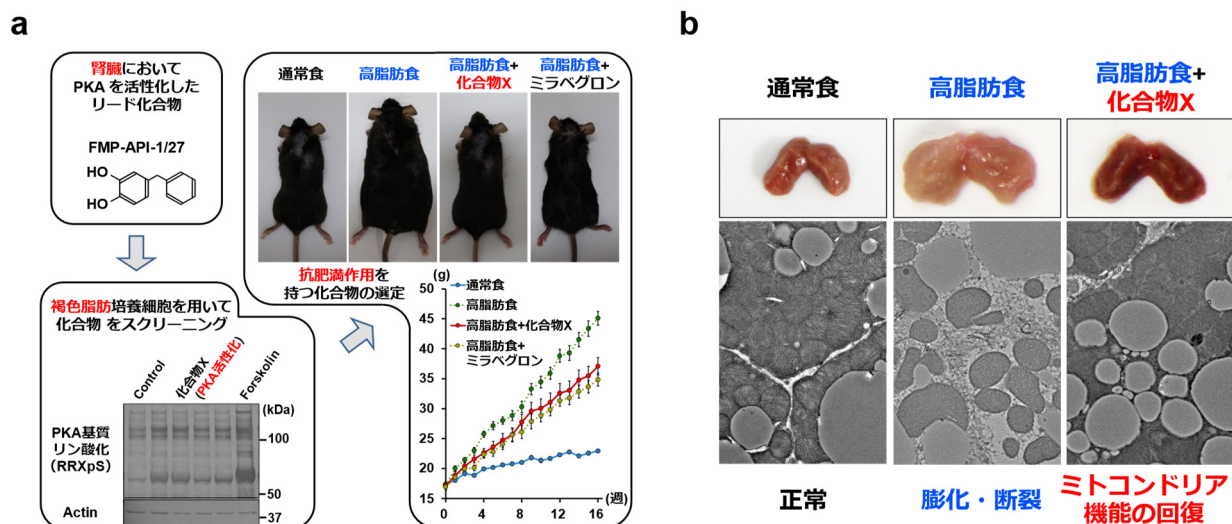 a
腎臓において
PKA を活性化した
リード化合物
FMP-API-1/27
HO
HO
褐色脂肪培養細胞を用いて
化合物 をスクリーニング
Control
化合物X
(PKA活性化)
Forskolin
(kDa)
PKA基質
リン酸化
(RRXpS)
100
50
Actin
37
通常食
高脂肪食
高脂肪食+
化合物X
高脂肪食+
ミラベグロン
抗肥満作用を
持つ化合物の選定
(g)
50
45
40
35
30
25
20
15
0
4
8
12
16
(週)
通常食
高脂肪食
高脂肪食+化合物X
高脂肪食+
ミラベグロン
b
通常食
高脂肪食
高脂肪食+
化合物X
正常
膨化・断裂
ミトコンドリア
機能の回復